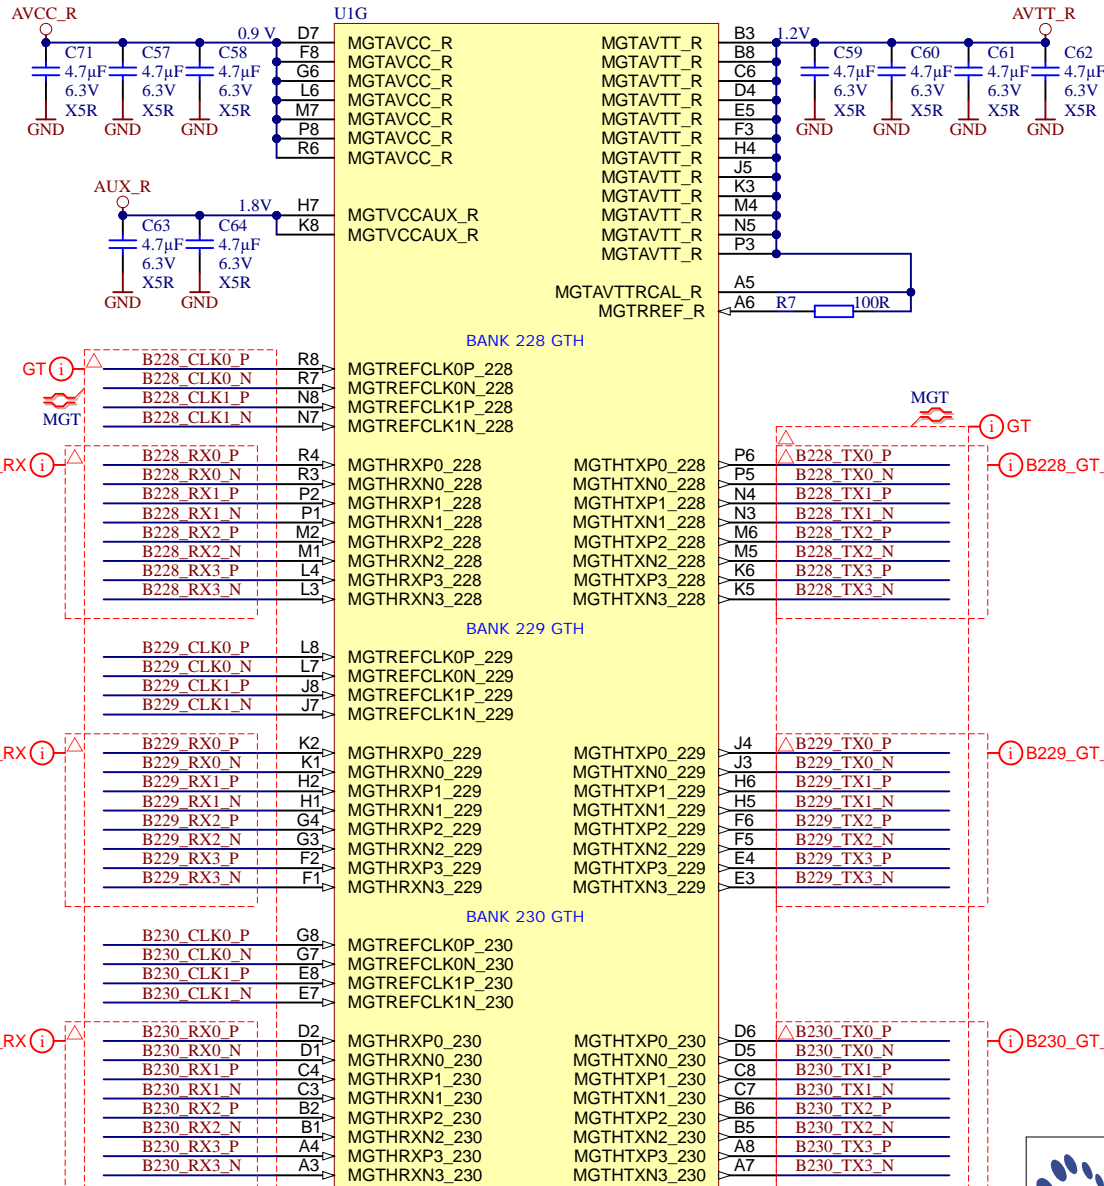 AVCC_R U1G AVTT_R
0.9 V D7 MGTAVCC_R MGTAVTT_R B3 1.2V
C71 C57 C58 F8 MGTAVCC_R MGTAVTT_R B8 C59 C60 C61 C62
4.7µF 4.7µF 4.7µF G6 MGTAVCC_R MGTAVTT_R C6 4.7µF 4.7µF 4.7µF 4.7µF
6.3V 6.3V 6.3V L6 MGTAVCC_R MGTAVTT_R D4 6.3V 6.3V 6.3V 6.3V
X5R X5R X5R M7 MGTAVCC_R MGTAVTT_R E5 X5R X5R X5R X5R
GND GND GND P8 MGTAVCC_R MGTAVTT_R F3 GND GND GND GND
R6 MGTAVCC_R MGTAVTT_R H4
MGTAVTT_R J5
AUX_R MGTAVTT_R K3
1.8V H7 MGTVCCAUX_R MGTAVTT_R M4
C63 C64 K8 MGTVCCAUX_R MGTAVTT_R N5
4.7µF 4.7µF MGTAVTT_R P3
6.3V 6.3V
X5R X5R MGTAVTTRCAL_R A5
GND GND MGTRREF_R A6 R7 100R
BANK 228 GTH
GT i B228_CLK0_P R8 MGTREFCLK0P_228
B228_CLK0_N R7 MGTREFCLK0N_228
B228_CLK1_P N8 MGTREFCLK1P_228 MGT
MGT B228_CLK1_N N7 MGTREFCLK1N_228 i GT
_RX i B228_RX0_P R4 MGTHRXP0_228 MGTHTXP0_228 P6 B228_TX0_P i B228_GT_
B228_RX0_N R3 MGTHRXN0_228 MGTHTXN0_228 P5 B228_TX0_N
B228_RX1_P P2 MGTHRXP1_228 MGTHTXP1_228 N4 B228_TX1_P
B228_RX1_N P1 MGTHRXN1_228 MGTHTXN1_228 N3 B228_TX1_N
B228_RX2_P M2 MGTHRXP2_228 MGTHTXP2_228 M6 B228_TX2_P
B228_RX2_N M1 MGTHRXN2_228 MGTHTXN2_228 M5 B228_TX2_N
B228_RX3_P L4 MGTHRXP3_228 MGTHTXP3_228 K6 B228_TX3_P
B228_RX3_N L3 MGTHRXN3_228 MGTHTXN3_228 K5 B228_TX3_N
BANK 229 GTH
B229_CLK0_P L8 MGTREFCLK0P_229
B229_CLK0_N L7 MGTREFCLK0N_229
B229_CLK1_P J8 MGTREFCLK1P_229
B229_CLK1_N J7 MGTREFCLK1N_229
_RX i B229_RX0_P K2 MGTHRXP0_229 MGTHTXP0_229 J4 B229_TX0_P i B229_GT_
B229_RX0_N K1 MGTHRXN0_229 MGTHTXN0_229 J3 B229_TX0_N
B229_RX1_P H2 MGTHRXP1_229 MGTHTXP1_229 H6 B229_TX1_P
B229_RX1_N H1 MGTHRXN1_229 MGTHTXN1_229 H5 B229_TX1_N
B229_RX2_P G4 MGTHRXP2_229 MGTHTXP2_229 F6 B229_TX2_P
B229_RX2_N G3 MGTHRXN2_229 MGTHTXN2_229 F5 B229_TX2_N
B229_RX3_P F2 MGTHRXP3_229 MGTHTXP3_229 E4 B229_TX3_P
B229_RX3_N F1 MGTHRXN3_229 MGTHTXN3_229 E3 B229_TX3_N
BANK 230 GTH
B230_CLK0_P G8 MGTREFCLK0P_230
B230_CLK0_N G7 MGTREFCLK0N_230
B230_CLK1_P E8 MGTREFCLK1P_230
B230_CLK1_N E7 MGTREFCLK1N_230
_RX i B230_RX0_P D2 MGTHRXP0_230 MGTHTXP0_230 D6 B230_TX0_P i B230_GT_
B230_RX0_N D1 MGTHRXN0_230 MGTHTXN0_230 D5 B230_TX0_N
B230_RX1_P C4 MGTHRXP1_230 MGTHTXP1_230 C8 B230_TX1_P
B230_RX1_N C3 MGTHRXN1_230 MGTHTXN1_230 C7 B230_TX1_N
B230_RX2_P B2 MGTHRXP2_230 MGTHTXP2_230 B6 B230_TX2_P
B230_RX2_N B1 MGTHRXN2_230 MGTHTXN2_230 B5 B230_TX2_N
B230_RX3_P A4 MGTHRXP3_230 MGTHTXP3_230 A8 B230_TX3_P
B230_RX3_N A3 MGTHRXN3_230 MGTHTXN3_230 A7 B230_TX3_N